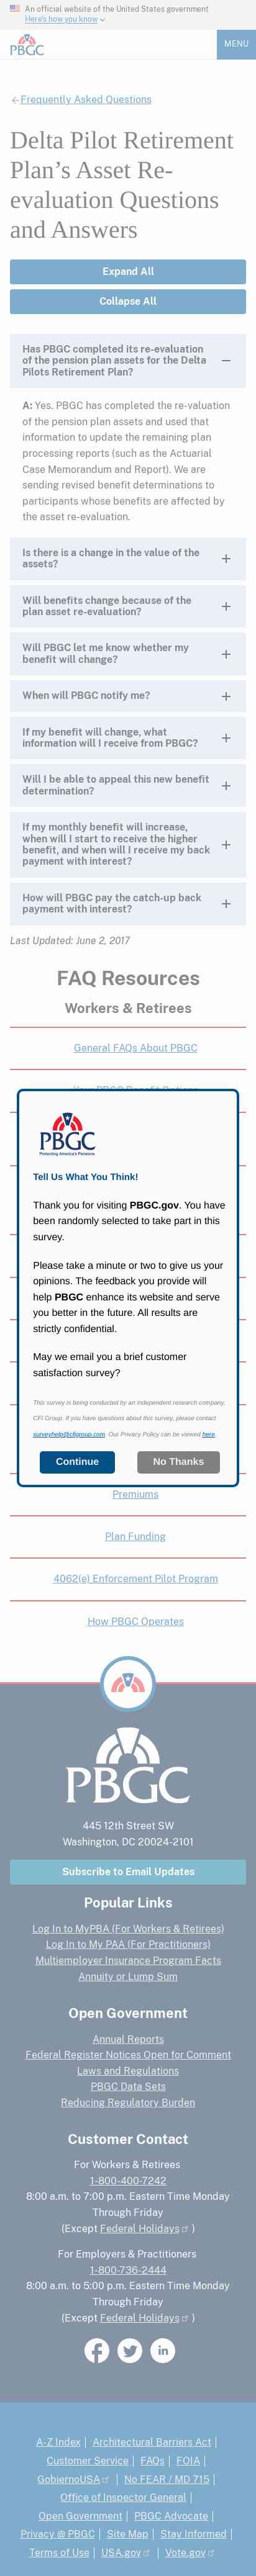 An official website of the United States government
Here's how you know
PBGC
MENU
Frequently Asked Questions
Delta Pilot Retirement
Plan's Asset Re-
evaluation Questions
and Answers
Expand All
Collapse All
Has PBGC completed its re-evaluation
of the pension plan assets for the Delta
Pilots Retirement Plan?
A: Yes. PBGC has completed the re-valuation
of the pension plan assets and used that
information to update the remaining plan
processing reports (such as the Actuarial
Case Memorandum and Report). We are
sending revised benefit determinations to
participants whose benefits are affected by
the asset re-evaluation.
Is there is a change in the value of the
assets?
Will benefits change because of the
plan asset re-evaluation?
Will PBGC let me know whether my
benefit will change?
When will PBGC notify me?
If my benefit will change, what
information will I receive from PBGC?
Will I be able to appeal this new benefit
determination?
If my monthly benefit will increase,
when will I start to receive the higher
benefit, and when will I receive my back
payment with interest?
How will PBGC pay the catch-up back
payment with interest?
Last Updated: June 2, 2017
FAQ Resources
Workers & Retirees
General FAQs About PBGC
PBGC
Protecting America's Pensions
Tell Us What You Think!
Thank you for visiting PBGC.gov. You have
been randomly selected to take part in this
survey.
Please take a minute or two to give us your
opinions. The feedback you provide will
help PBGC enhance its website and serve
you better in the future. All results are
strictly confidential.
May we email you a brief customer
satisfaction survey?
This survey is being conducted by an independent research company,
CFI Group. If you have questions about this survey, please contact
surveyhelp@cfigroup.com. Our Privacy Policy can be viewed here.
Continue
No Thanks
Premiums
Plan Funding
4062(e) Enforcement Pilot Program
How PBGC Operates
PBGC
445 12th Street SW
Washington, DC 20024-2101
Subscribe to Email Updates
Popular Links
Log In to MyPBA (For Workers & Retirees)
Log In to My PAA (For Practitioners)
Multiemployer Insurance Program Facts
Annuity or Lump Sum
Open Government
Annual Reports
Federal Register Notices Open for Comment
Laws and Regulations
PBGC Data Sets
Reducing Regulatory Burden
Customer Contact
For Workers & Retirees
1-800-400-7242
8:00 a.m. to 7:00 p.m. Eastern Time Monday
Through Friday
(Except Federal Holidays )
For Employers & Practitioners
1-800-736-2444
8:00 a.m. to 5:00 p.m. Eastern Time Monday
Through Friday
(Except Federal Holidays )
A-Z Index | Architectural Barriers Act |
Customer Service | FAQs | FOIA |
GobiernoUSA | No FEAR / MD 715 |
Office of Inspector General |
Open Government | PBGC Advocate |
Privacy @ PBGC | Site Map | Stay Informed |
Terms of Use | USA.gov | Vote.gov